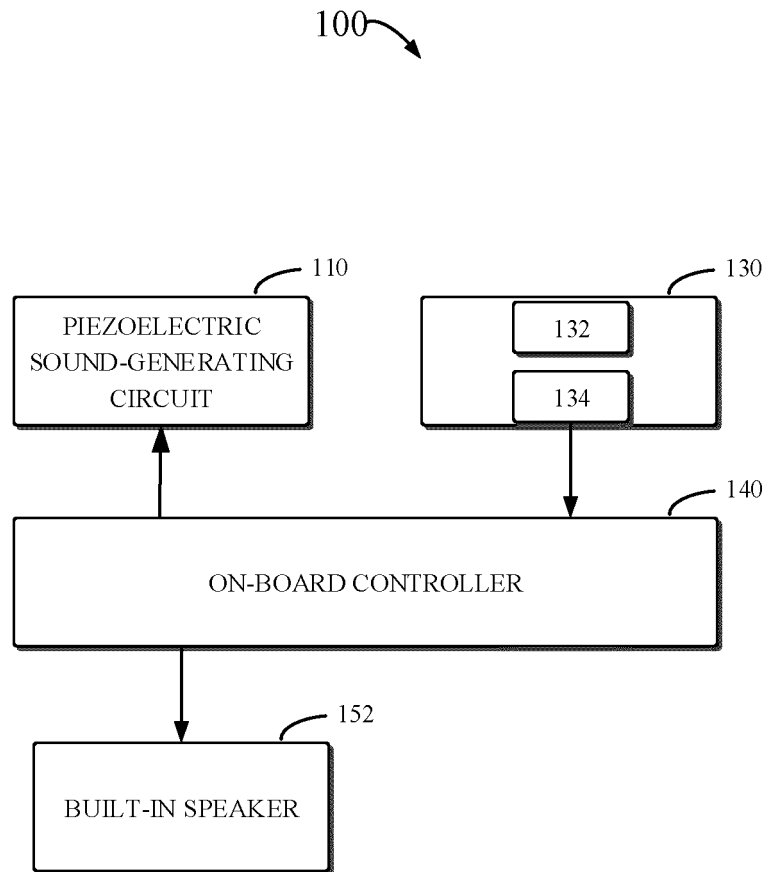 100
110
130
PIEZOELECTRIC
SOUND-GENERATING
CIRCUIT
132
134
140
ON-BOARD CONTROLLER
152
BUILT-IN SPEAKER